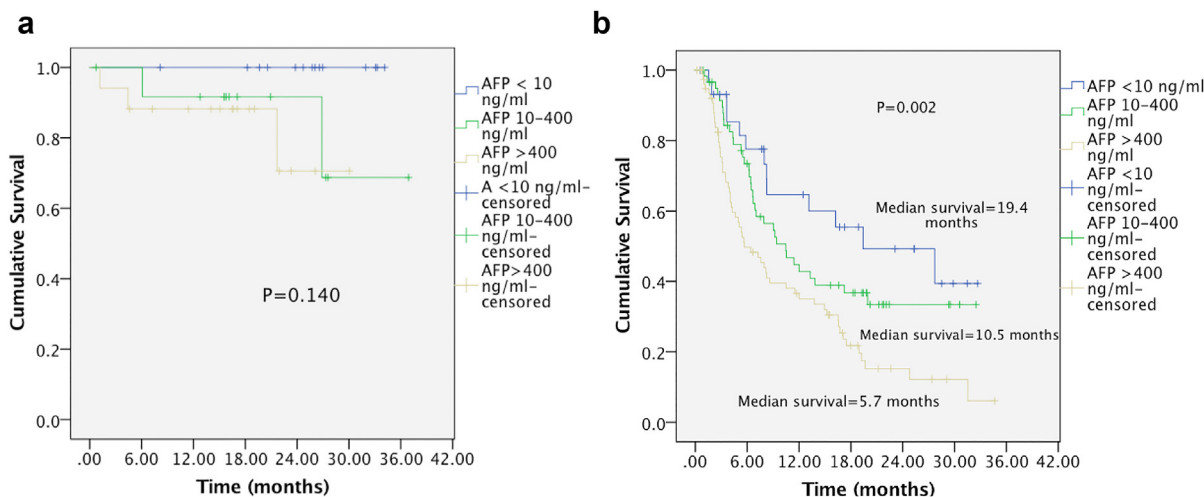 a
1.0
0.8
0.6
0.4
0.2
0.0
Cumulative Survival
P=0.140
.00 6.00 12.00 18.00 24.00 30.00 36.00 42.00
Time (months)
AFP < 10
ng/ml
AFP 10-400
ng/ml
AFP >400
ng/ml
A <10 ng/ml-
censored
AFP 10-400
ng/ml-
censored
AFP>400
ng/ml-
censored
b
1.0
0.8
0.6
0.4
0.2
0.0
Cumulative Survival
P=0.002
Median survival=19.4
months
Median survival=10.5 months
Median survival=5.7 months
.00 6.00 12.00 18.00 24.00 30.00 36.00 42.00
Time (months)
AFP <10 ng/ml
AFP 10-400
ng/ml
AFP >400
ng/ml
AFP <10
ng/ml-
censored
AFP 10-400
ng/ml-
censored
AFP >400
ng/ml-
censored